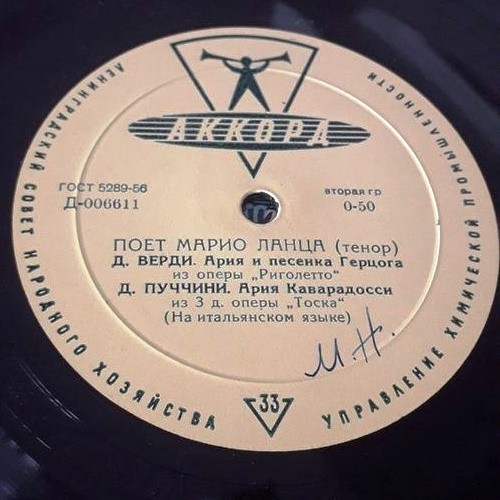 ЛЕНИНГРАДСКИЙ СОВЕТ НАРОДНОГО ХОЗЯЙСТВА
УПРАВЛЕНИЕ ХИМИЧЕСКОЙ ПРОМЫШЛЕННОСТИ
АККОРД
ГОСТ 5289-56
Д-006611
вторая гр
0-50
ПОЕТ МАРИО ЛАНЦА (тенор)
Д. ВЕРДИ. Ария и песенка Герцога
из оперы „Риголетто"
Д. ПУЧЧИНИ. Ария Каварадосси
из 3 д. оперы „Тоска"
(На итальянском языке)
М.Н.
33